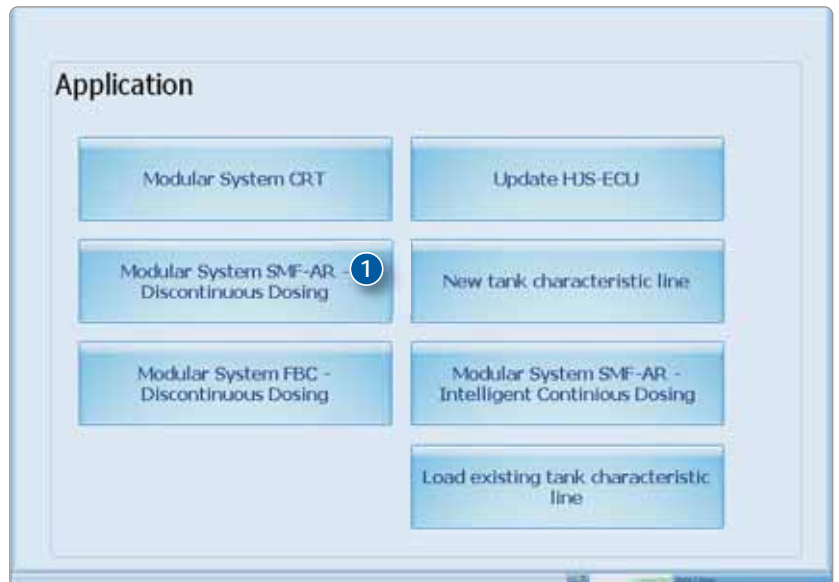 Application
Modular System CRT
Update HJS-ECU
Modular System SMF-AR -
Discontinuous Dosing
1
New tank characteristic line
Modular System FBC -
Discontinuous Dosing
Modular System SMF-AR -
Intelligent Continious Dosing
Load existing tank characteristic
line